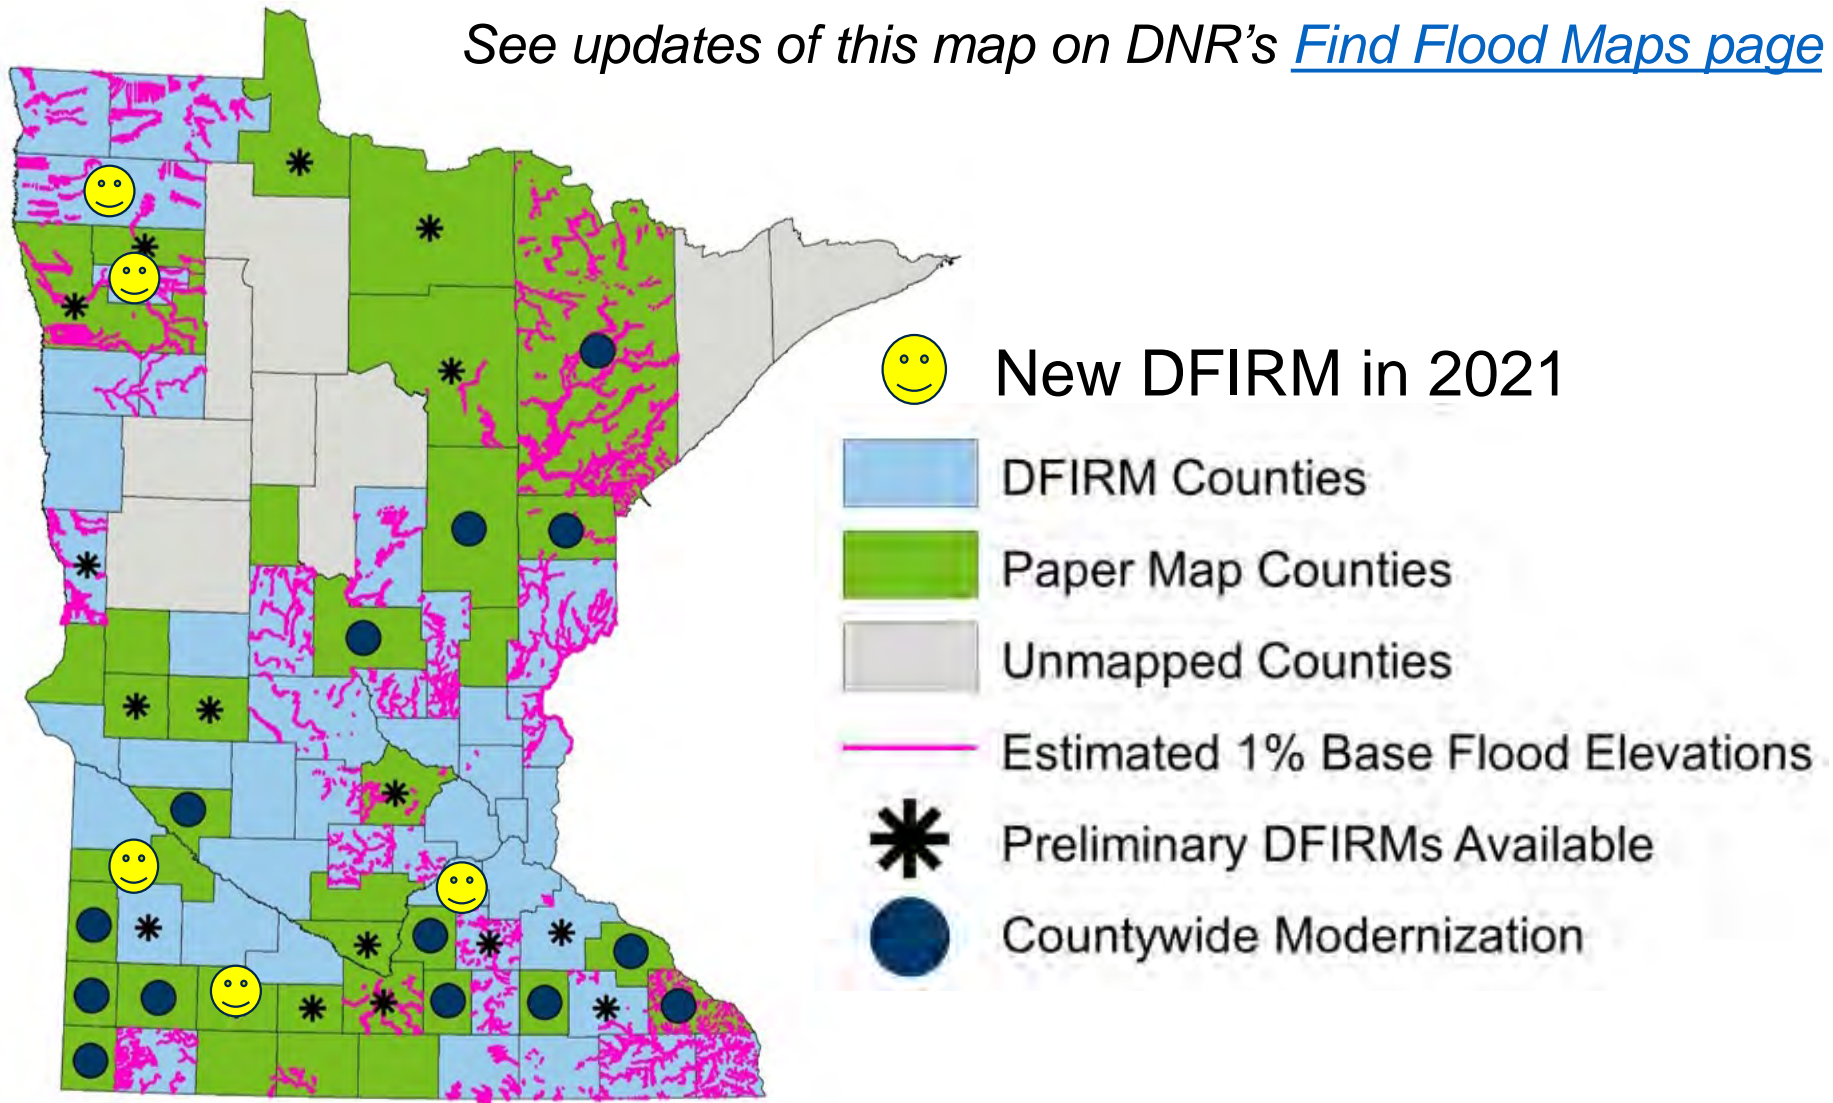 See updates of this map on DNR’s Find Flood Maps page
New DFIRM in 2021
DFIRM Counties
Paper Map Counties
Unmapped Counties
Estimated 1% Base Flood Elevations
Preliminary DFIRMs Available
Countywide Modernization